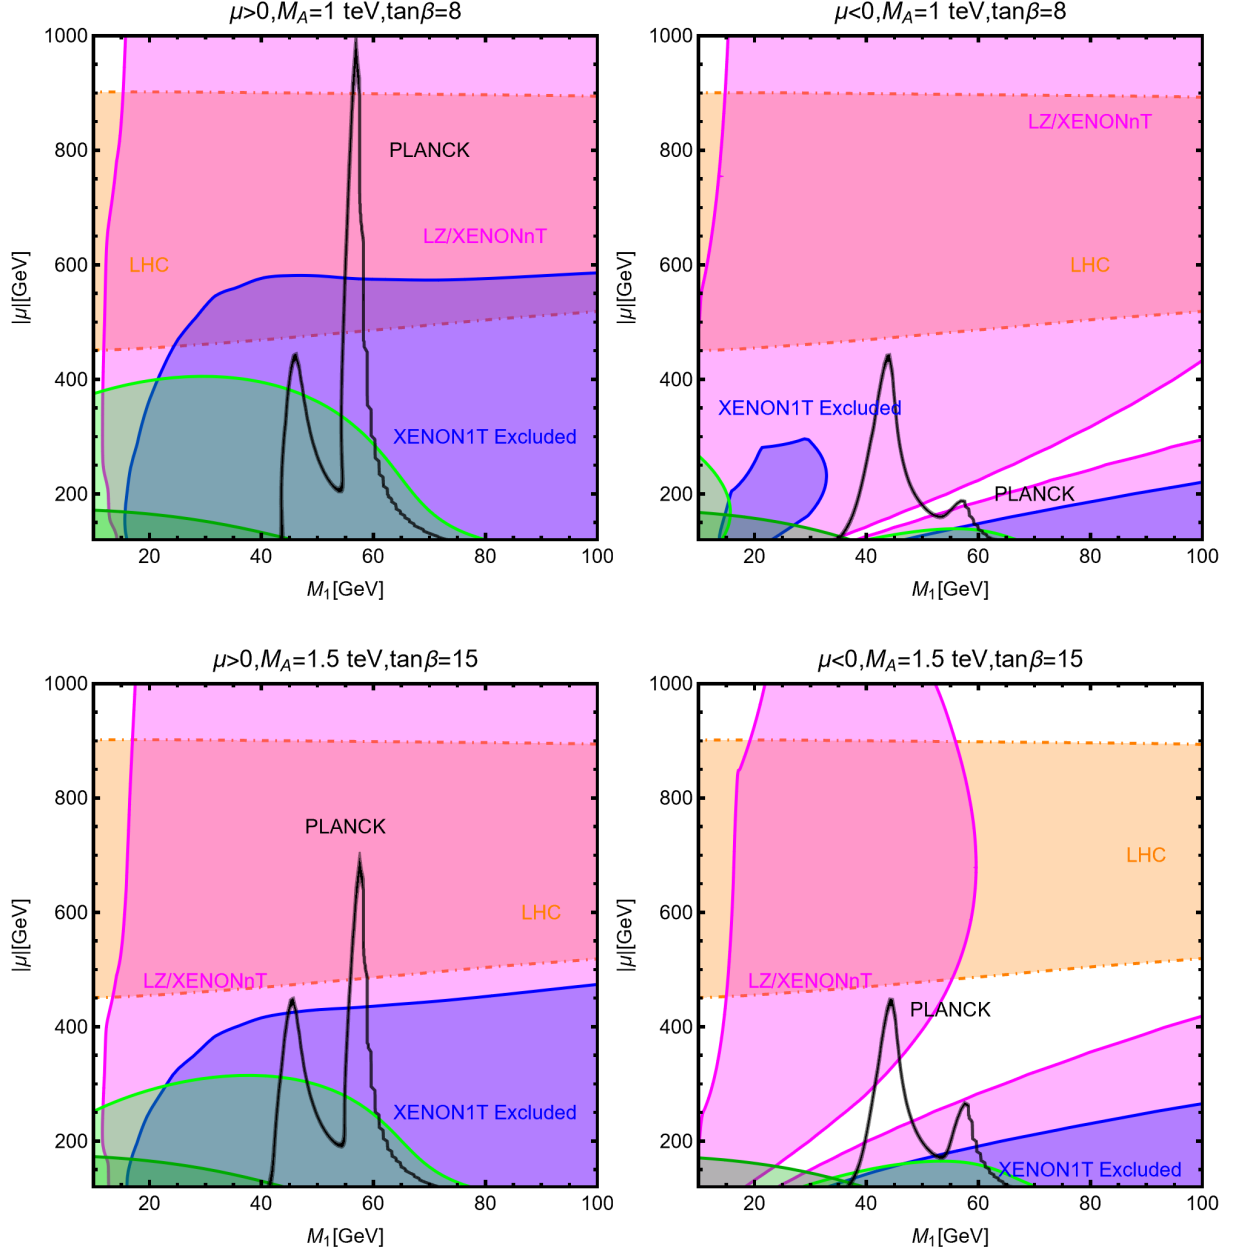 μ>0,M_A=1 teV,tanβ=8
1000
800
600
400
200
|μ|[GeV]
PLANCK
LZ/XENONnT
LHC
XENON1T Excluded
20 40 60 80 100
M₁[GeV]
μ<0,M_A=1 teV,tanβ=8
1000
800
600
400
200
|μ|[GeV]
LZ/XENONnT
LHC
XENON1T Excluded
PLANCK
20 40 60 80 100
M₁[GeV]
μ>0,M_A=1.5 teV,tanβ=15
1000
800
600
400
200
|μ|[GeV]
PLANCK
LHC
LZ/XENONnT
XENON1T Excluded
20 40 60 80 100
M₁[GeV]
μ<0,M_A=1.5 teV,tanβ=15
1000
800
600
400
200
|μ|[GeV]
LHC
LZ/XENONnT
PLANCK
XENON1T Excluded
20 40 60 80 100
M₁[GeV]